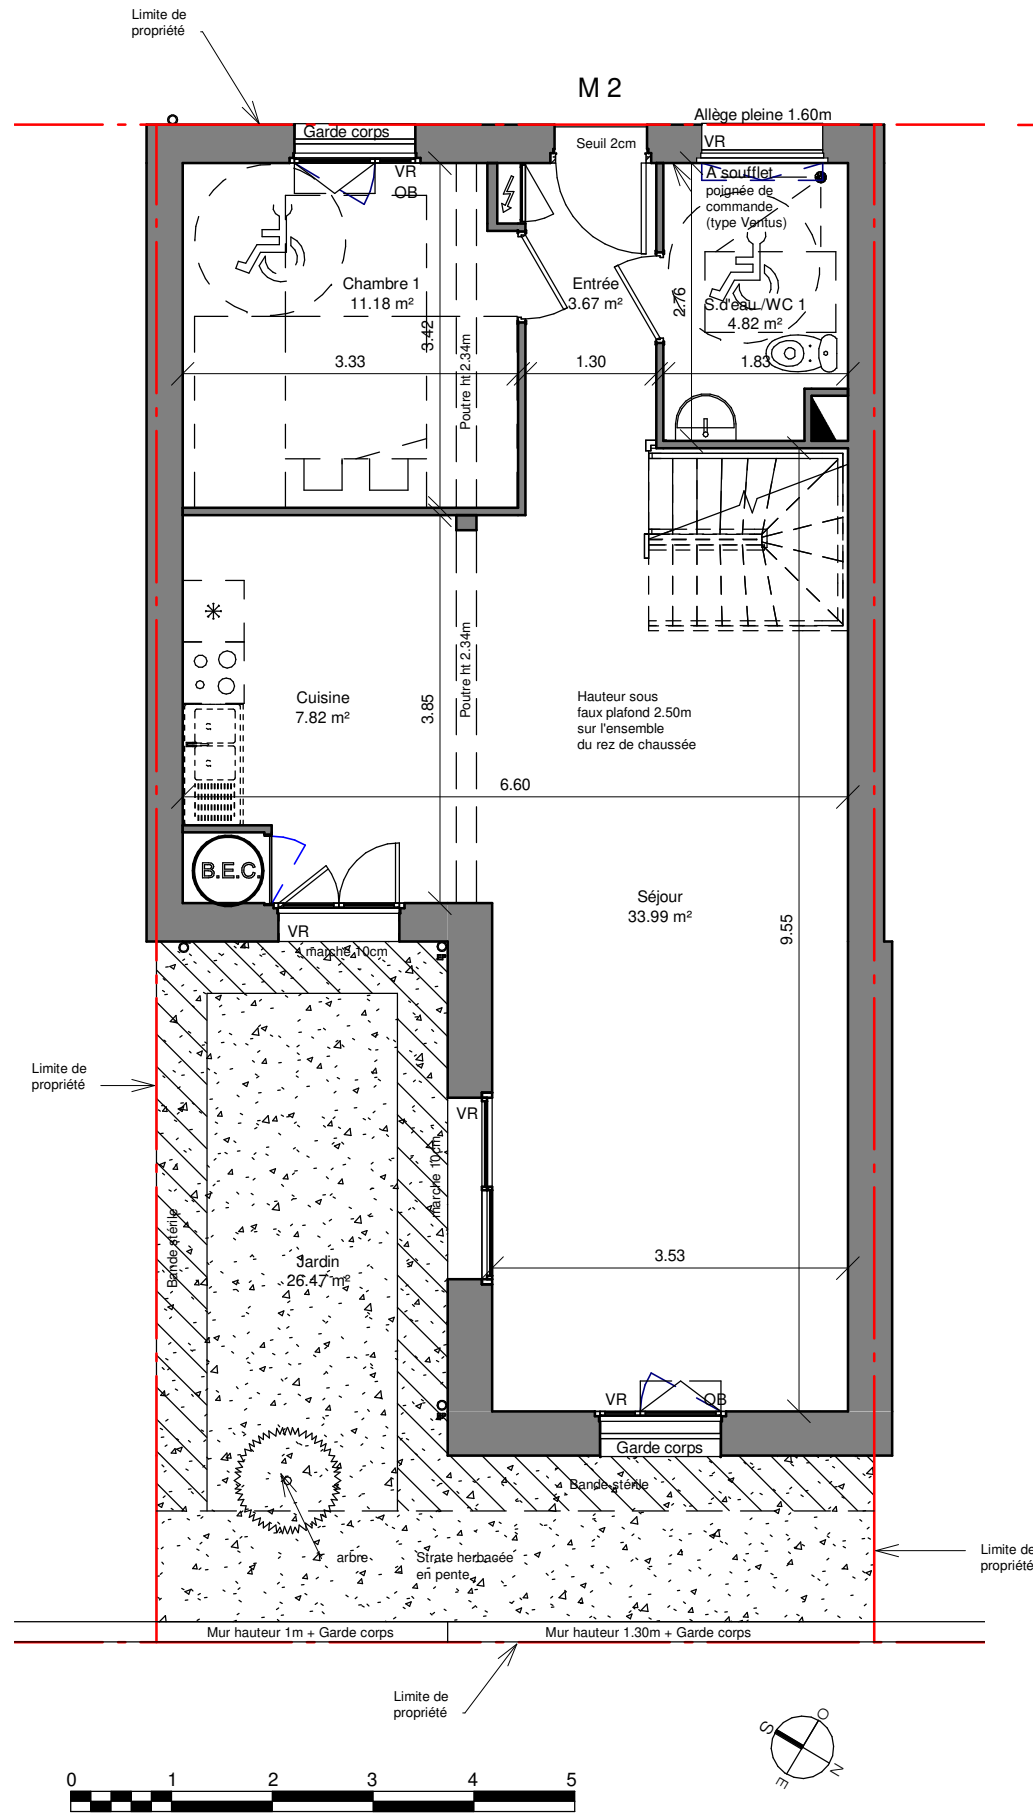 Limite de
propriété
M 2
Allège pleine 1.60m
Garde corps
Seuil 2cm
VR
VR
OB
A soufflet
poignée de
commande
(type Ventus)
Chambre 1
11.18 m²
Entrée
3.67 m²
S.d'eau /WC 1
4.82 m²
2.76
3.42
3.33
1.30
1.83
Poutre ht 2.34m
Poutre ht 2.34m
Cuisine
7.82 m²
3.85
Hauteur sous
faux plafond 2.50m
sur l'ensemble
du rez de chaussée
6.60
B.E.C.
Séjour
33.99 m²
9.55
VR
marche 10cm
Limite de
propriété
VR
marche 10cm
Bande stérile
Jardin
26.47 m²
3.53
VR
OB
Garde corps
Bande stérile
arbre
Strate herbacée
en pente
Limite de
propriété
Mur hauteur 1m + Garde corps
Mur hauteur 1.30m + Garde corps
Limite de
propriété
S
O
E
N
0 1 2 3 4 5